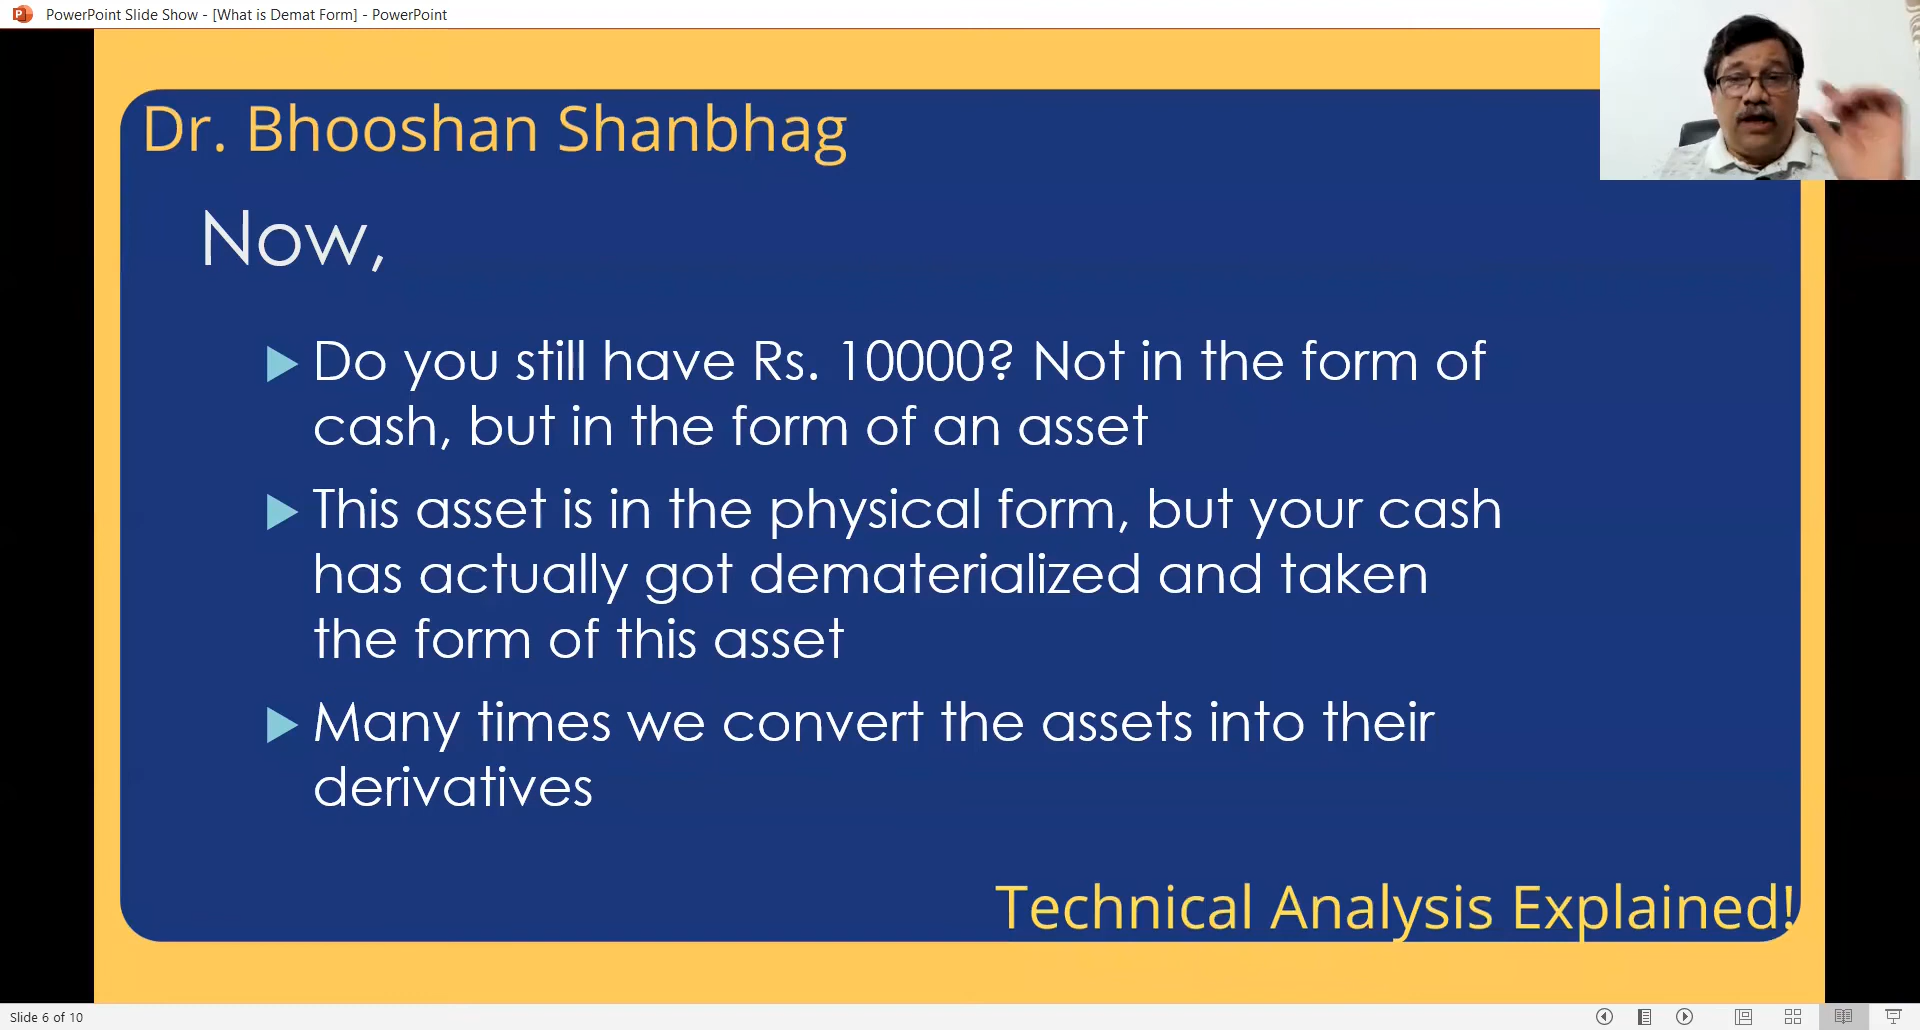 PowerPoint Slide Show - [What is Demat Form] - PowerPoint
Dr. Bhooshan Shanbhag
Now,
Do you still have Rs. 10000? Not in the form of
cash, but in the form of an asset
This asset is in the physical form, but your cash
has actually got dematerialized and taken
the form of this asset
Many times we convert the assets into their
derivatives
Technical Analysis Explained!
Slide 6 of 10